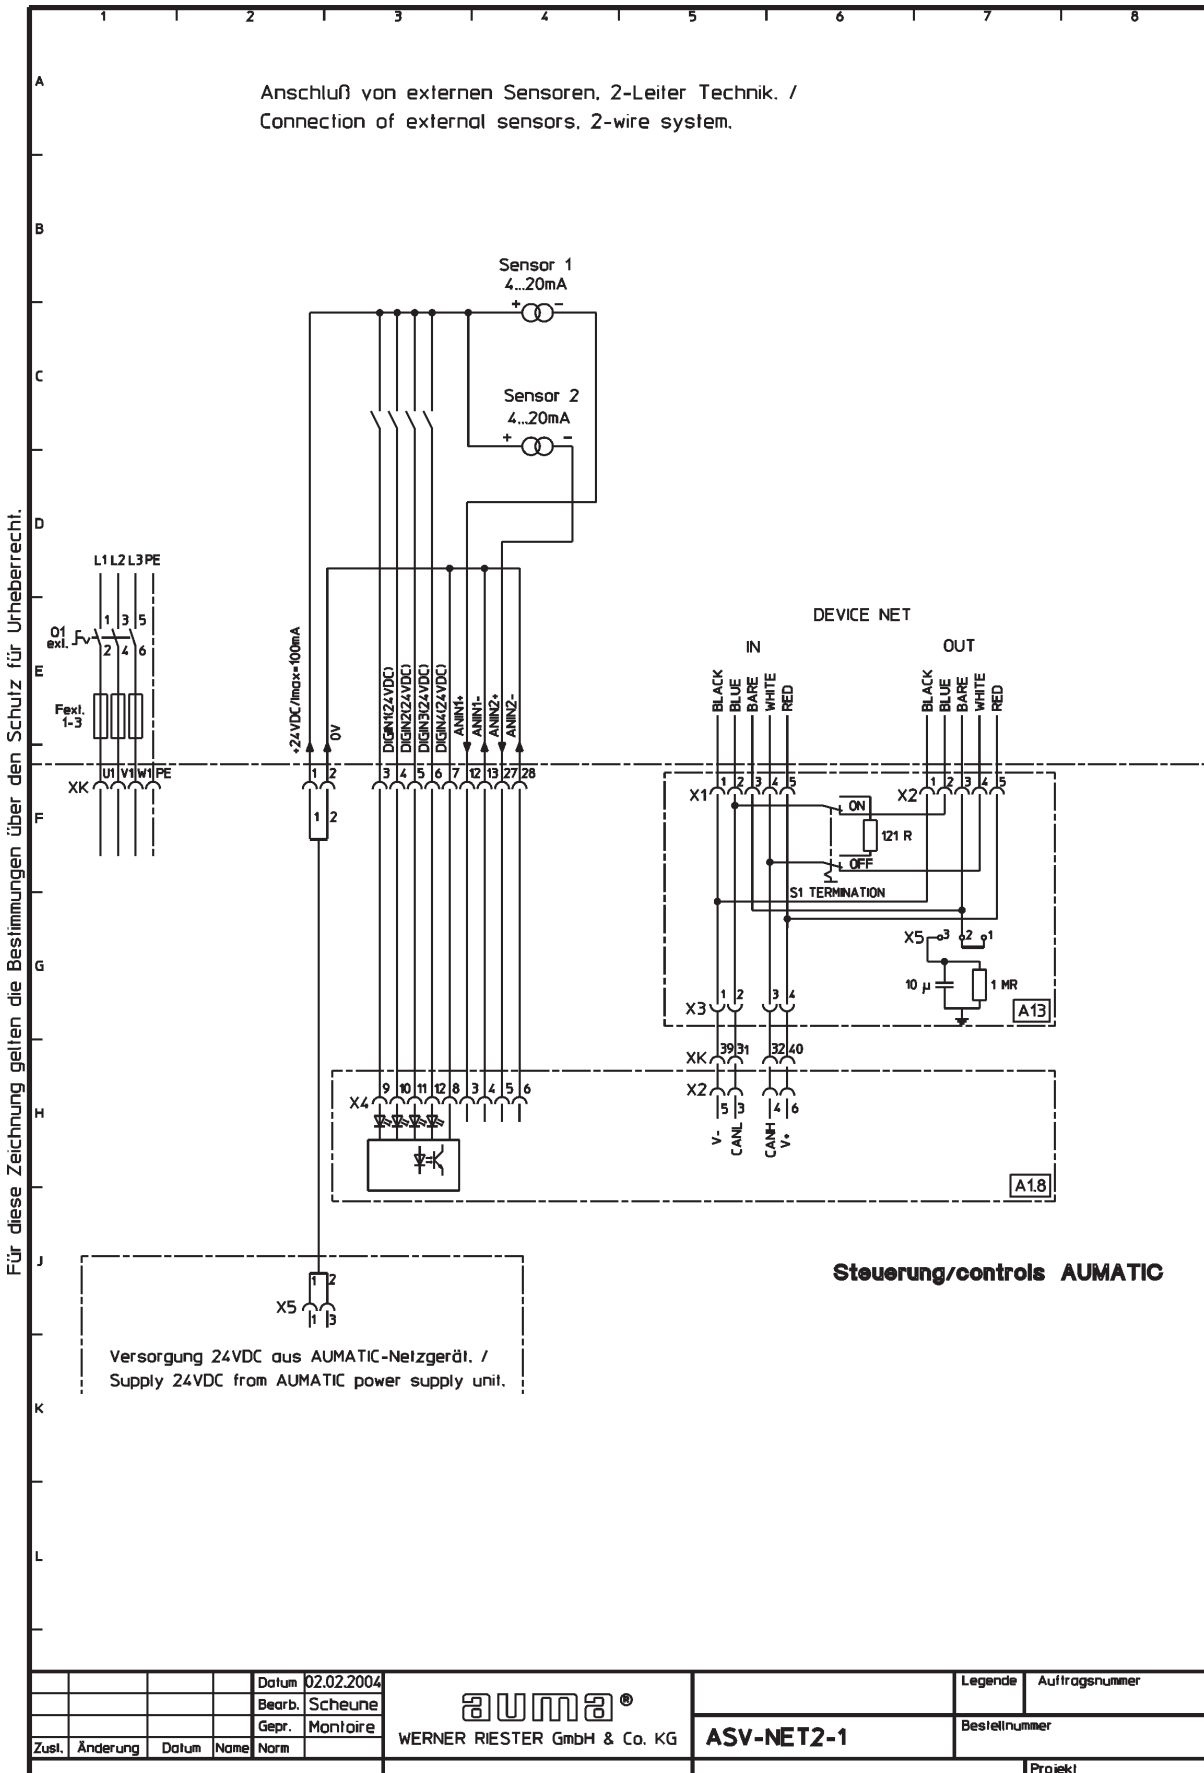 1 2 3 4 5 6 7 8
A
Anschluß von externen Sensoren, 2-Leiter Technik. /
Connection of external sensors, 2-wire system.
B
Sensor 1
4...20mA
+ -
C
Sensor 2
4...20mA
+ -
D
Für diese Zeichnung gelten die Bestimmungen über den Schutz für Urheberrecht.
L1 L2 L3 PE
1 3 5
Q1
ext.
2 4 6
E
Fext.
1-3
+24VDC/Imax=100mA
0V
DIGIN1(24VDC)
DIGIN2(24VDC)
DIGIN3(24VDC)
DIGIN4(24VDC)
ANIN1+
ANIN1-
ANIN2+
ANIN2-
DEVICE NET
IN OUT
BLACK BLUE BARE WHITE RED
BLACK BLUE BARE WHITE RED
XK U1 V1 W1 PE
1 2 3 4 5 6 7 12 13 27 28
X1 1 2 3 4 5
X2 1 2 3 4 5
F
1 2
ON
121 R
OFF
S1 TERMINATION
G
X5 3 2 1
10 µ
1 MR
X3 1 2 3 4
A13
XK 39 31 32 40
X2
5 3 4 6
V- CANL CANH V+
H
X4 9 10 11 12 8 3 4 5 6
A1.8
J
1 2
X5
1 3
Steuerung/controls AUMATIC
Versorgung 24VDC aus AUMATIC-Netzgerät. /
Supply 24VDC from AUMATIC power supply unit.
K
L
Datum 02.02.2004
Bearb. Scheune
Gepr. Montoire
Zust. Änderung Datum Name Norm
auma®
WERNER RIESTER GmbH & Co. KG
ASV-NET2-1
Legende Auftragsnummer
Bestellnummer
Projekt